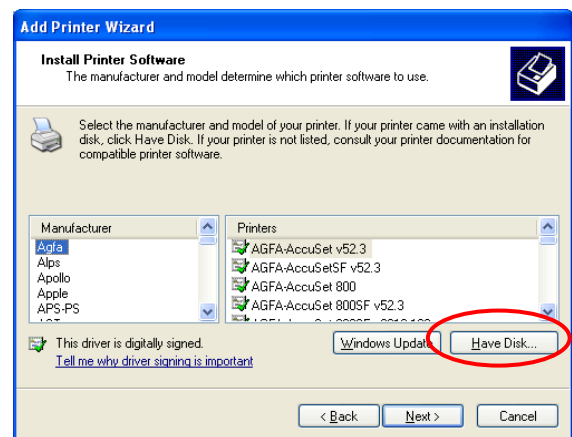 Add Printer Wizard
Install Printer Software
The manufacturer and model determine which printer software to use.
Select the manufacturer and model of your printer. If your printer came with an installation
disk, click Have Disk. If your printer is not listed, consult your printer documentation for
compatible printer software.
Manufacturer
Agfa
Alps
Apollo
Apple
APS-PS
Printers
AGFA-AccuSet v52.3
AGFA-AccuSetSF v52.3
AGFA-AccuSet 800
AGFA-AccuSet 800SF v52.3
This driver is digitally signed.
Tell me why driver signing is important
Windows Update
Have Disk...
< Back
Next >
Cancel